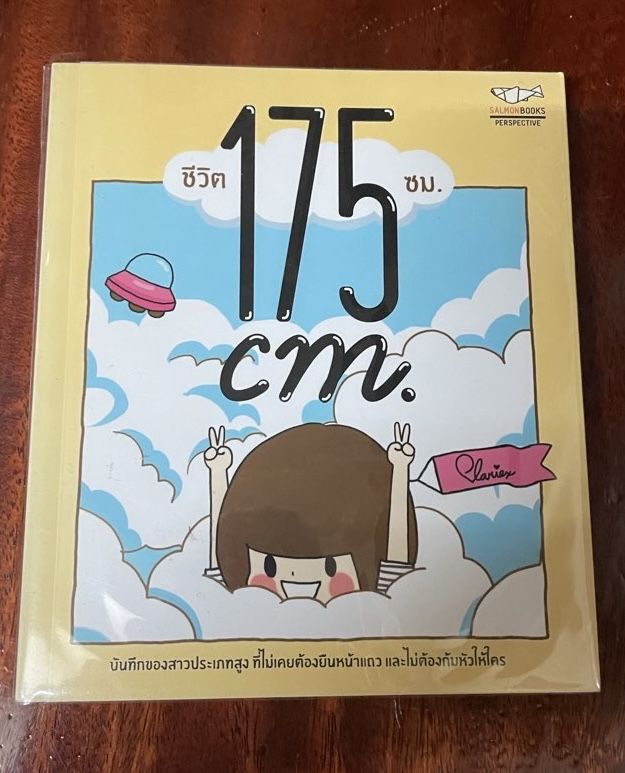 SALMONBOOKS
PERSPECTIVE
ชีวิต 175 ซม.
cm.
Plariex
บันทึกของสาวประเภทสูง ที่ไม่เคยต้องยืนหน้าแถว และไม่ต้องก้มหัวให้ใคร